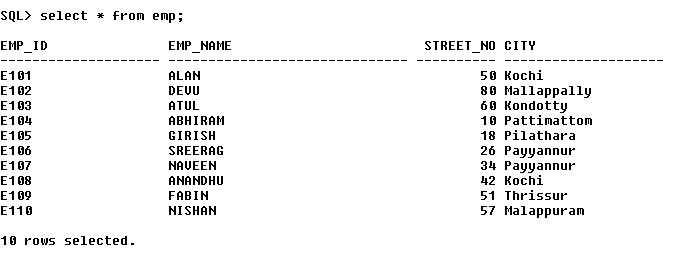 SQL> select * from emp;
EMP_ID EMP_NAME STREET_NO CITY
-------------------- ------------------------------ ---------- --------------------
E101 ALAN 50 Kochi
E102 DEVU 80 Mallappally
E103 ATUL 60 Kondotty
E104 ABHIRAM 10 Pattimattom
E105 GIRISH 18 Pilathara
E106 SREERAG 26 Payyannur
E107 NAVEEN 34 Payyannur
E108 ANANDHU 42 Kochi
E109 FABIN 51 Thrissur
E110 NISHAN 57 Malappuram
10 rows selected.